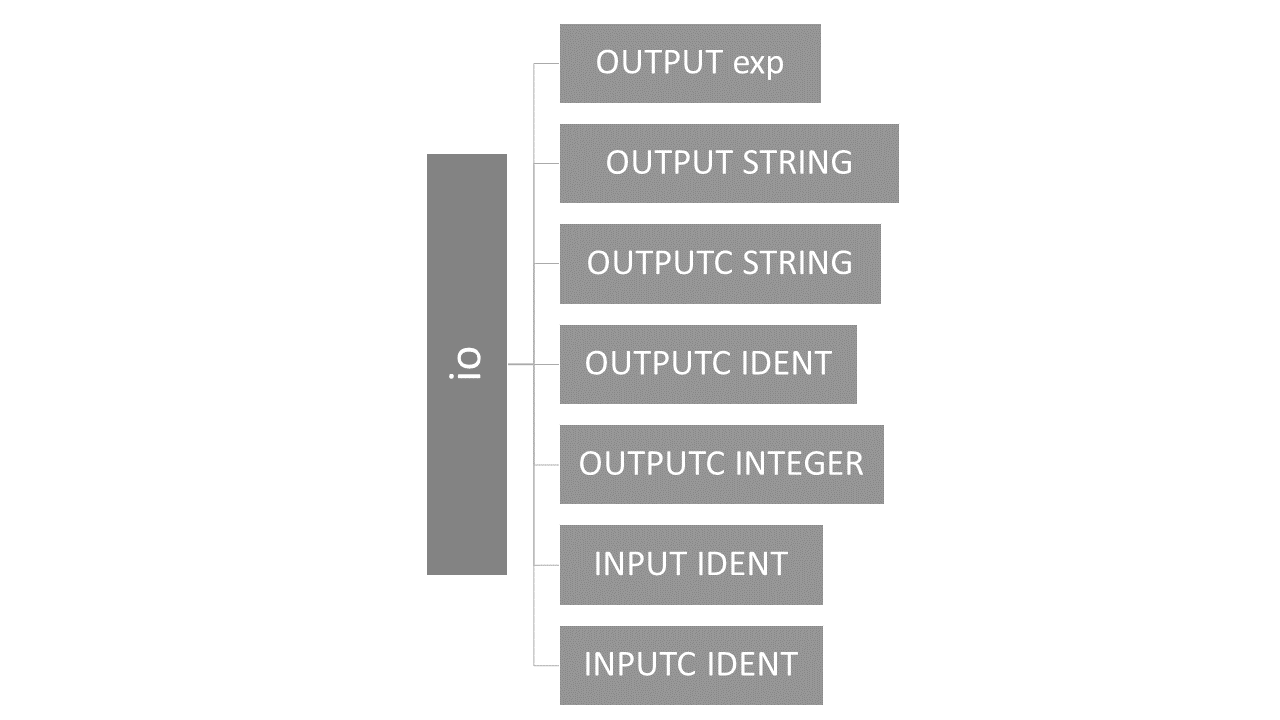 io
OUTPUT exp
OUTPUT STRING
OUTPUTC STRING
OUTPUTC IDENT
OUTPUTC INTEGER
INPUT IDENT
INPUTC IDENT